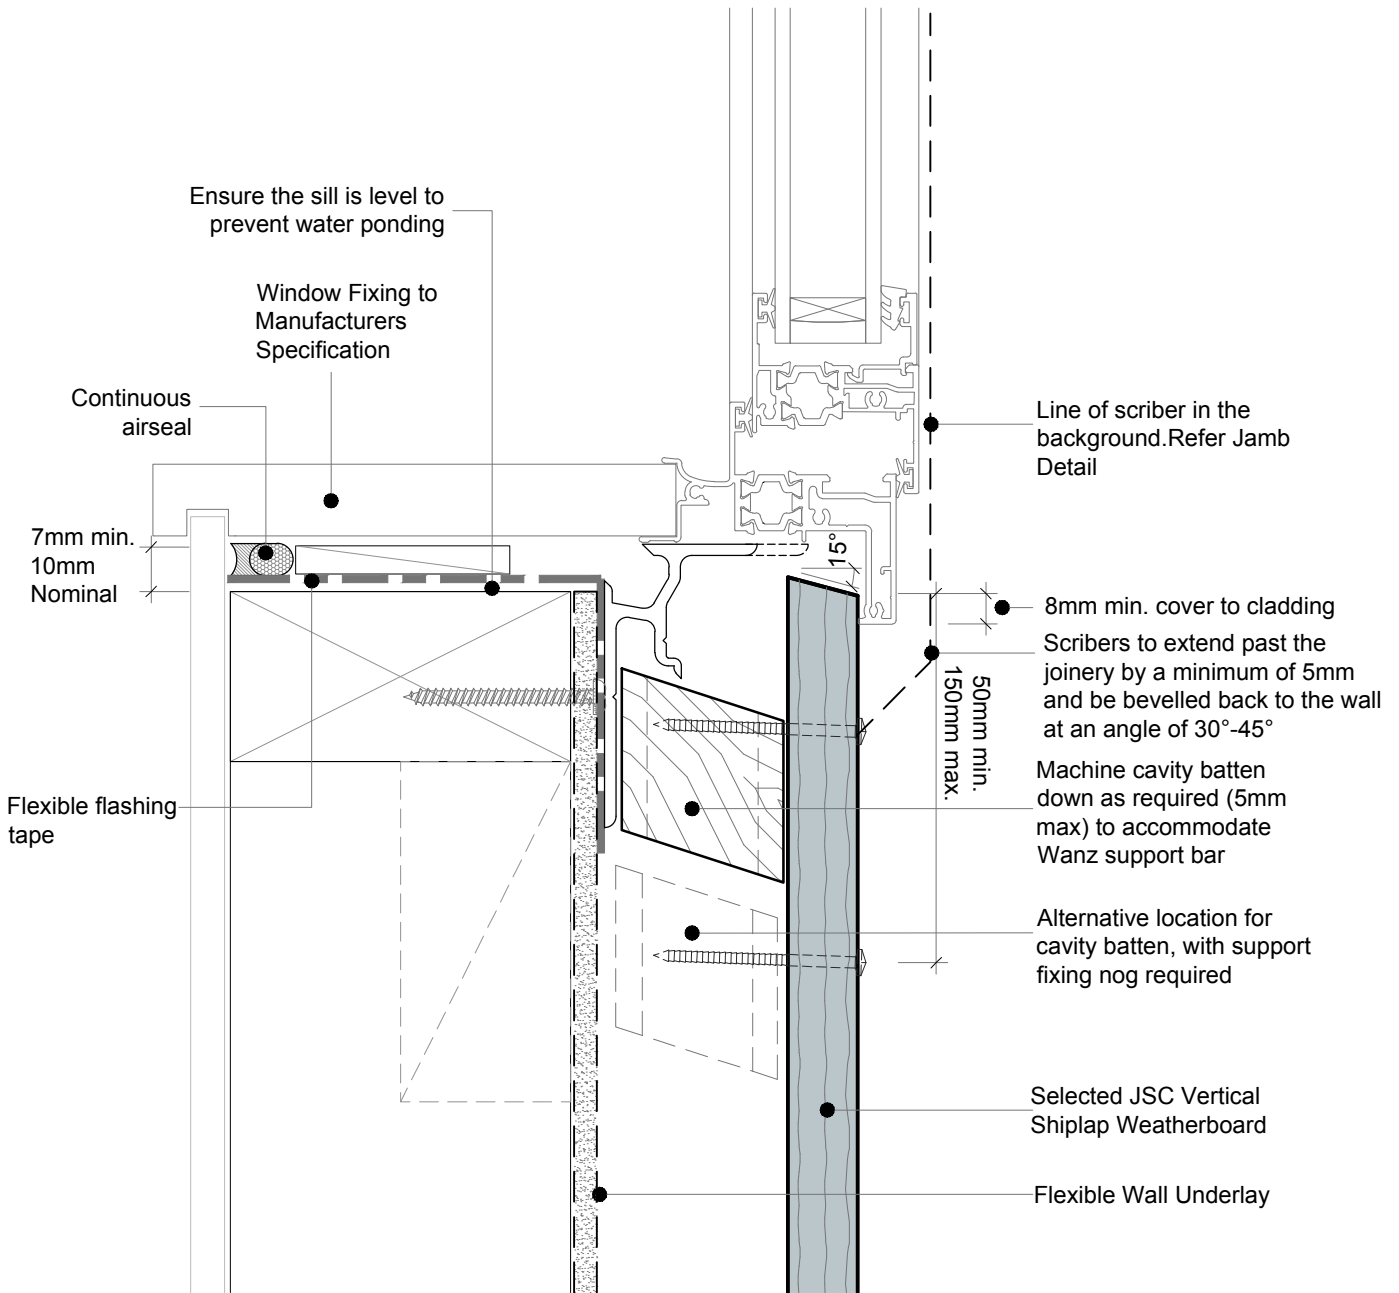 Ensure the sill is level to
prevent water ponding
Window Fixing to
Manufacturers
Specification
Continuous
airseal
7mm min.
10mm
Nominal
Flexible flashing
tape
15°
Line of scriber in the
background.Refer Jamb
Detail
8mm min. cover to cladding
Scribers to extend past the
joinery by a minimum of 5mm
and be bevelled back to the wall
at an angle of 30°-45°
50mm min.
150mm max.
Machine cavity batten
down as required (5mm
max) to accommodate
Wanz support bar
Alternative location for
cavity batten, with support
fixing nog required
Selected JSC Vertical
Shiplap Weatherboard
Flexible Wall Underlay